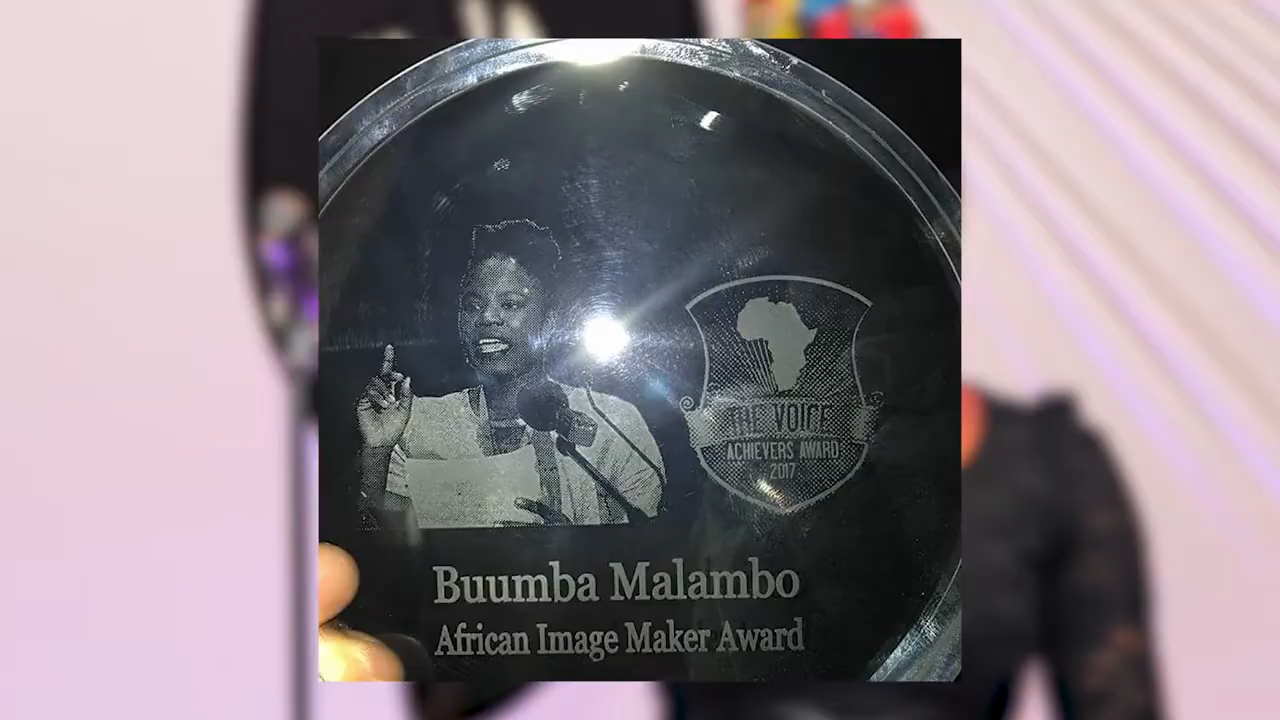 THE VOICE
ACHIEVERS AWARD
2017
Buumba Malambo
African Image Maker Award